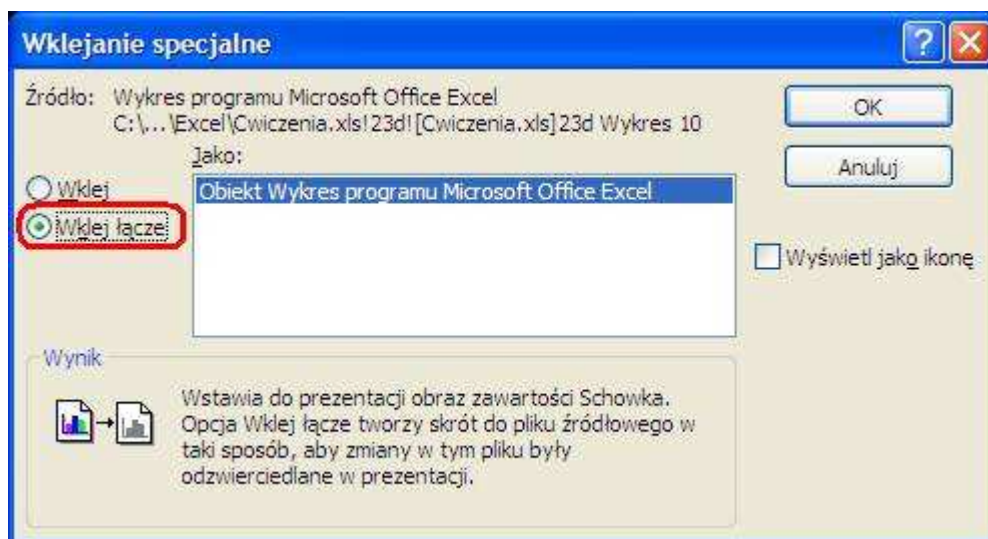 Wklejanie specjalne
Źródło: Wykres programu Microsoft Office Excel
C:\...\Excel\Cwiczenia.xls!23d![Cwiczenia.xls]23d Wykres 10
Jako:
Wklej
Wklej łącze
Obiekt Wykres programu Microsoft Office Excel
OK
Anuluj
Wyświetl jako ikonę
Wynik
Wstawia do prezentacji obraz zawartości Schowka.
Opcja Wklej łącze tworzy skrót do pliku źródłowego w
taki sposób, aby zmiany w tym pliku były
odzwierciedlane w prezentacji.